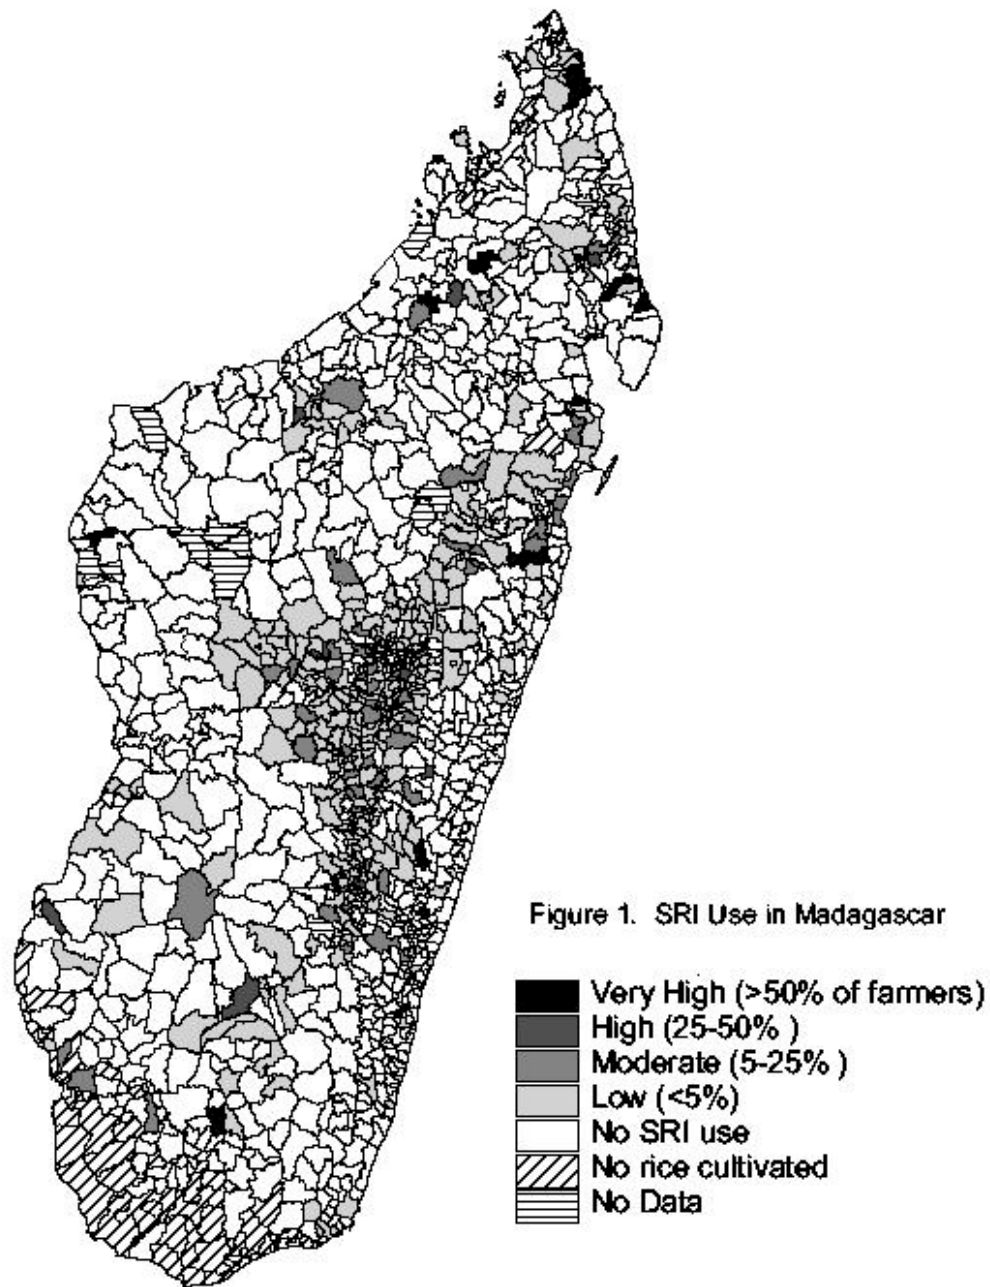 Figure 1. SRI Use in Madagascar
Very High (>50% of farmers)
High (25-50% )
Moderate (5-25% )
Low (<5%)
No SRI use
No rice cultivated
No Data